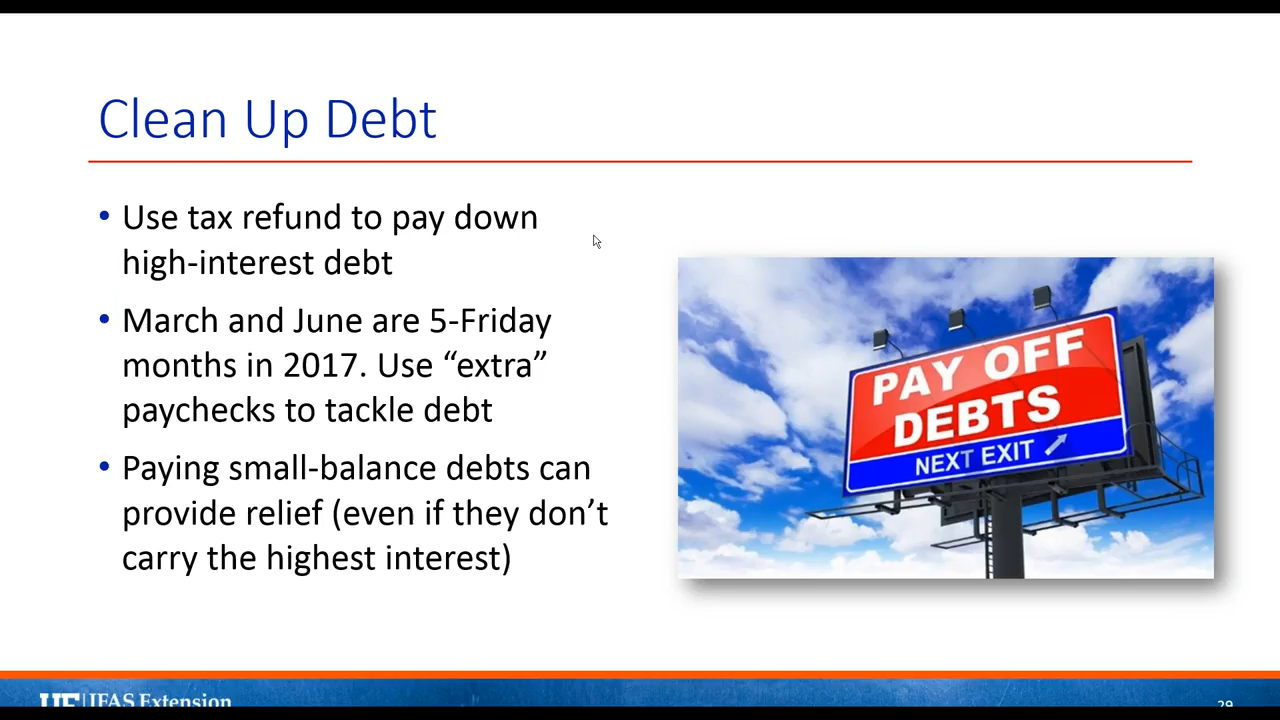 Clean Up Debt
• Use tax refund to pay down
high-interest debt
• March and June are 5-Friday
months in 2017. Use “extra”
paychecks to tackle debt
• Paying small-balance debts can
provide relief (even if they don’t
carry the highest interest)
PAY OFF
DEBTS
NEXT EXIT
UF | IFAS Extension
29